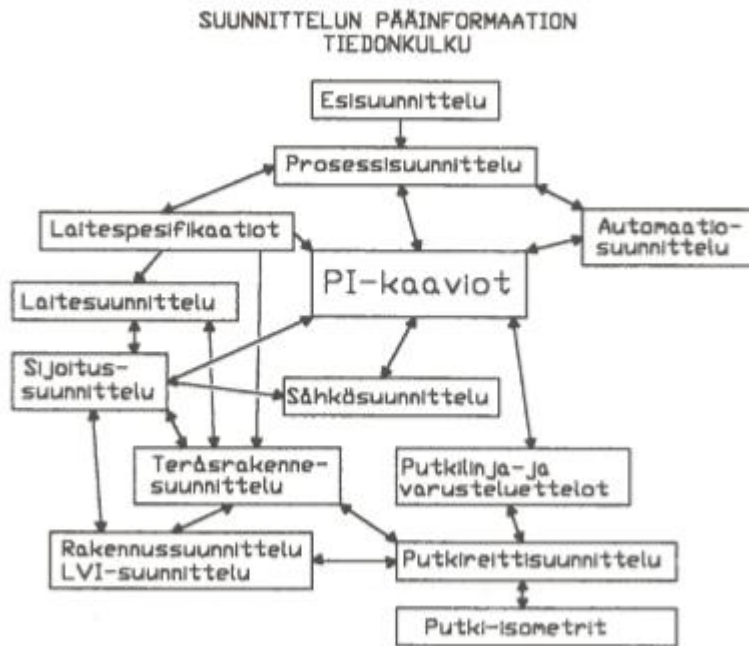 SUUNNITTELUN PÄÄINFORMAATION
TIEDONKULKU
Esisuunnittelu
Prosessisuunnittelu
Laitespesifikaatiot
Automaatio-
suunnittelu
PI-kaaviot
Laitesuunnittelu
Sijoitus-
suunnittelu
Sähkösuunnittelu
Teräsrakenne-
suunnittelu
Putkilinja-ja
varusteluettelot
Rakennussuunnittelu
LVI-suunnittelu
Putkireittisuunnittelu
Putki-isometrit